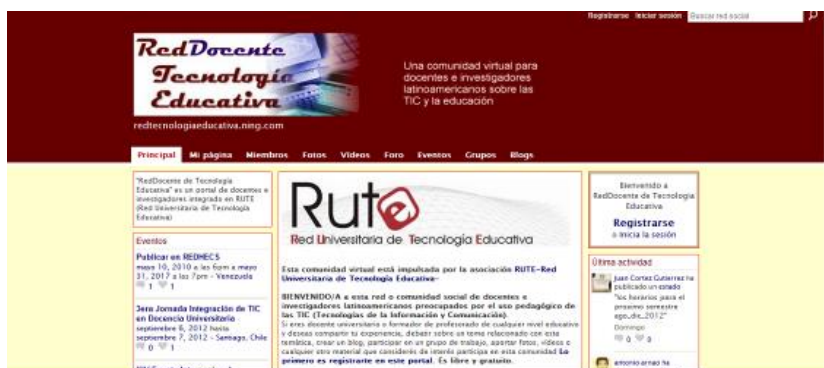 Registrarse Iniciar sesión Buscar red social
RedDocente
Tecnología
Educativa
Una comunidad virtual para
docentes e investigadores
latinoamericanos sobre las
TIC y la educación
redtecnologiaeducativa.ning.com
Principal Mi página Miembros Fotos Vídeos Foro Eventos Grupos Blogs
"RedDocente de Tecnología
Educativa" es un portal de docentes e
investigadores integrado en RUTE
(Red Universitaria de Tecnología
Educativa)
Eventos
Publicar en REDHECS
mayo 10, 2010 a las 6pm a mayo
31, 2017 a las 7pm - Venezuela
1 1
3era Jornada Integración de TIC
en Docencia Universitaria
septiembre 6, 2012 hasta
septiembre 7, 2012 - Santiago, Chile
0 1
Rute
Red Universitaria de Tecnología Educativa
Esta comunidad virtual está impulsada por la asociación RUTE-Red
Universitaria de Tecnología Educativa-
BIENVENIDO/A a esta red o comunidad social de docentes e
investigadores latinoamericanos preocupados por el uso pedagógico de
las TIC (Tecnologías de la Información y Comunicación).
Si eres docente universitario o formador de profesorado de cualquier nivel educativo
y deseas compartir tu experiencia, debatir sobre un tema relacionado con esta
temática, crear un blog, participar en un grupo de trabajo, aportar fotos, vídeos o
cualquier otro material que considerés de interés participa en esta comunidad Lo
primero es registrarte en este portal. Es libre y gratuito.
Bienvenido a
RedDocente de Tecnología
Educativa
Registrarse
o Inicia la sesión
Última actividad
Juan Cortez Gutierrez ha
publicado un estado
"los horarios para el
proximo semestre
ago_dic_2012"
Domingo
0 0
antonio arnao ha